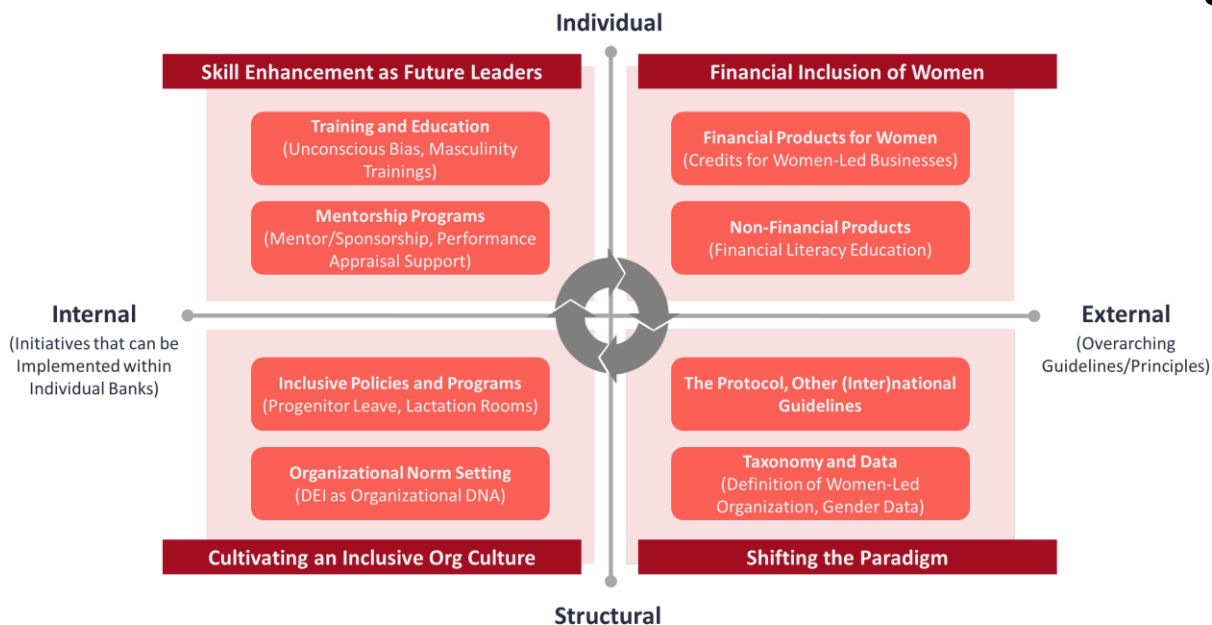 Individual
Skill Enhancement as Future Leaders
Training and Education
(Unconscious Bias, Masculinity
Trainings)
Mentorship Programs
(Mentor/Sponsorship, Performance
Appraisal Support)
Financial Inclusion of Women
Financial Products for Women
(Credits for Women-Led Businesses)
Non-Financial Products
(Financial Literacy Education)
Internal
(Initiatives that can be
Implemented within
Individual Banks)
External
(Overarching
Guidelines/Principles)
Inclusive Policies and Programs
(Progenitor Leave, Lactation Rooms)
Organizational Norm Setting
(DEI as Organizational DNA)
Cultivating an Inclusive Org Culture
The Protocol, Other (Inter)national
Guidelines
Taxonomy and Data
(Definition of Women-Led
Organization, Gender Data)
Shifting the Paradigm
Structural